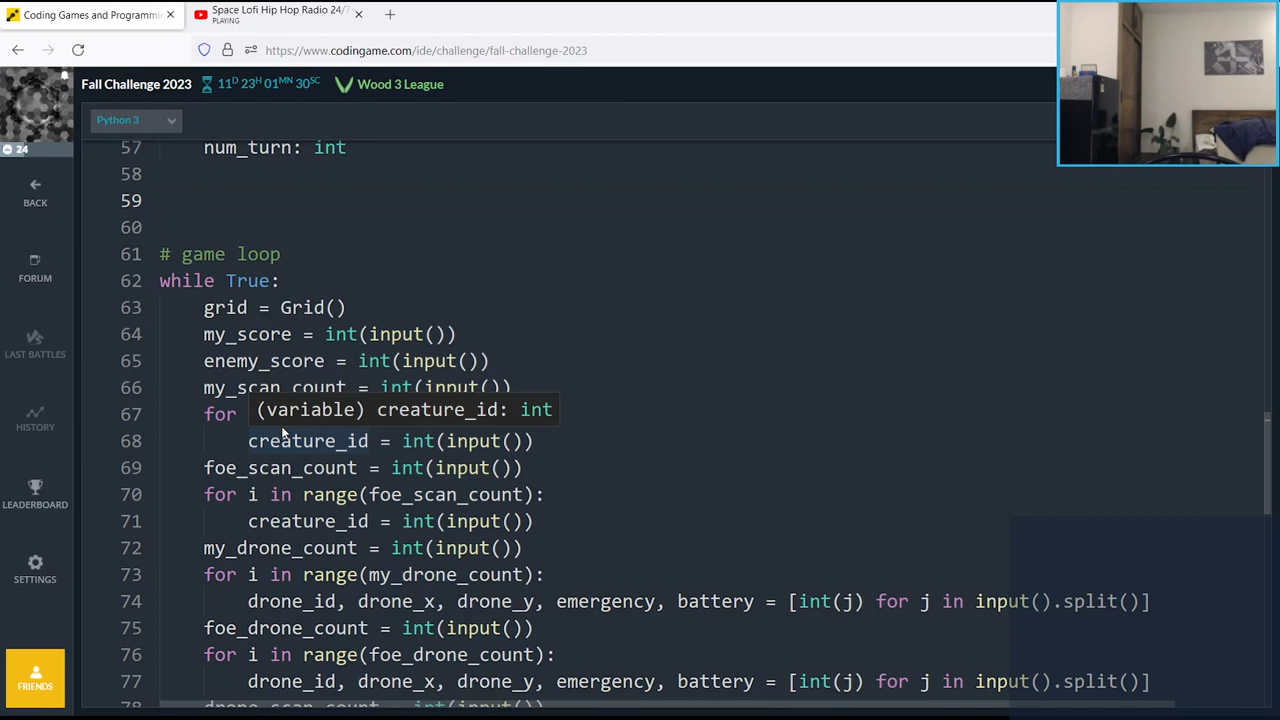 Coding Games and Programmin
Space Lofi Hip Hop Radio 24/7
PLAYING
https://www.codingame.com/ide/challenge/fall-challenge-2023
Fall Challenge 2023
11D 23H 01MN 30SC
Wood 3 League
24
Python 3
BACK
FORUM
LAST BATTLES
HISTORY
LEADERBOARD
SETTINGS
FRIENDS
57 num_turn: int
58
59
60
61 # game loop
62 while True:
63 grid = Grid()
64 my_score = int(input())
65 enemy_score = int(input())
66 my_scan_count = int(input())
67 for
(variable) creature_id: int
68 creature_id = int(input())
69 foe_scan_count = int(input())
70 for i in range(foe_scan_count):
71 creature_id = int(input())
72 my_drone_count = int(input())
73 for i in range(my_drone_count):
74 drone_id, drone_x, drone_y, emergency, battery = [int(j) for j in input().split()]
75 foe_drone_count = int(input())
76 for i in range(foe_drone_count):
77 drone_id, drone_x, drone_y, emergency, battery = [int(j) for j in input().split()]
78 drone_scan_count = int(input())